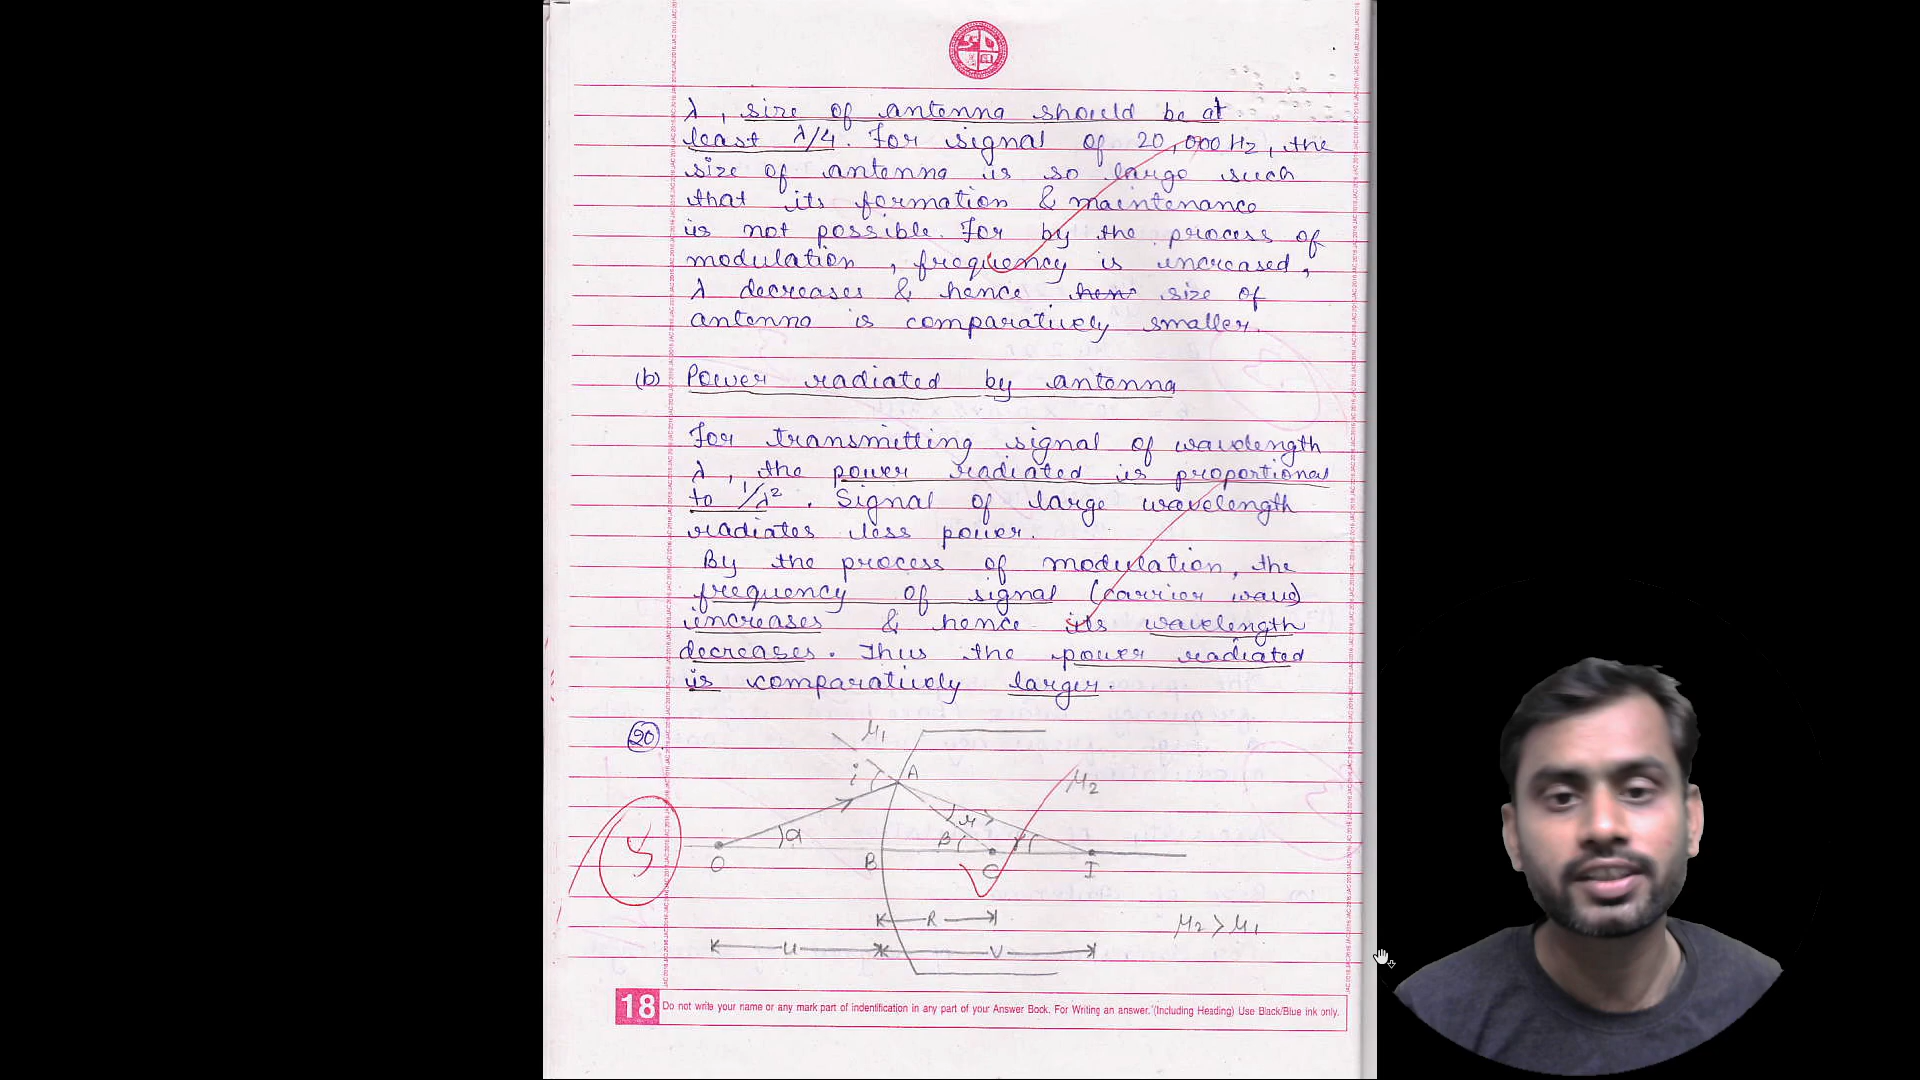 λ, size of antenna should be at
least λ/4. For signal of 20,000 Hz, the
size of antenna is so large such
that its formation & maintenance
is not possible. For by the process of
modulation, frequency is increased,
λ decreases & hence size of
antenna is comparatively smaller.
(b) Power radiated by antenna
For transmitting signal of wavelength
λ, the power radiated is proportional
to 1/λ². Signal of large wavelength
radiates less power.
By the process of modulation, the
frequency of signal (carrier wave)
increases & hence its wavelength
decreases. Thus the power radiated
is comparatively larger.
20.
μ1
i A
μ2
r
α β γ
O B C I
R
μ2 > μ1
u v
5
18 Do not write your name or any mark part of indentification in any part of your Answer Book. For Writing an answer. (Including Heading) Use Black/Blue ink only.